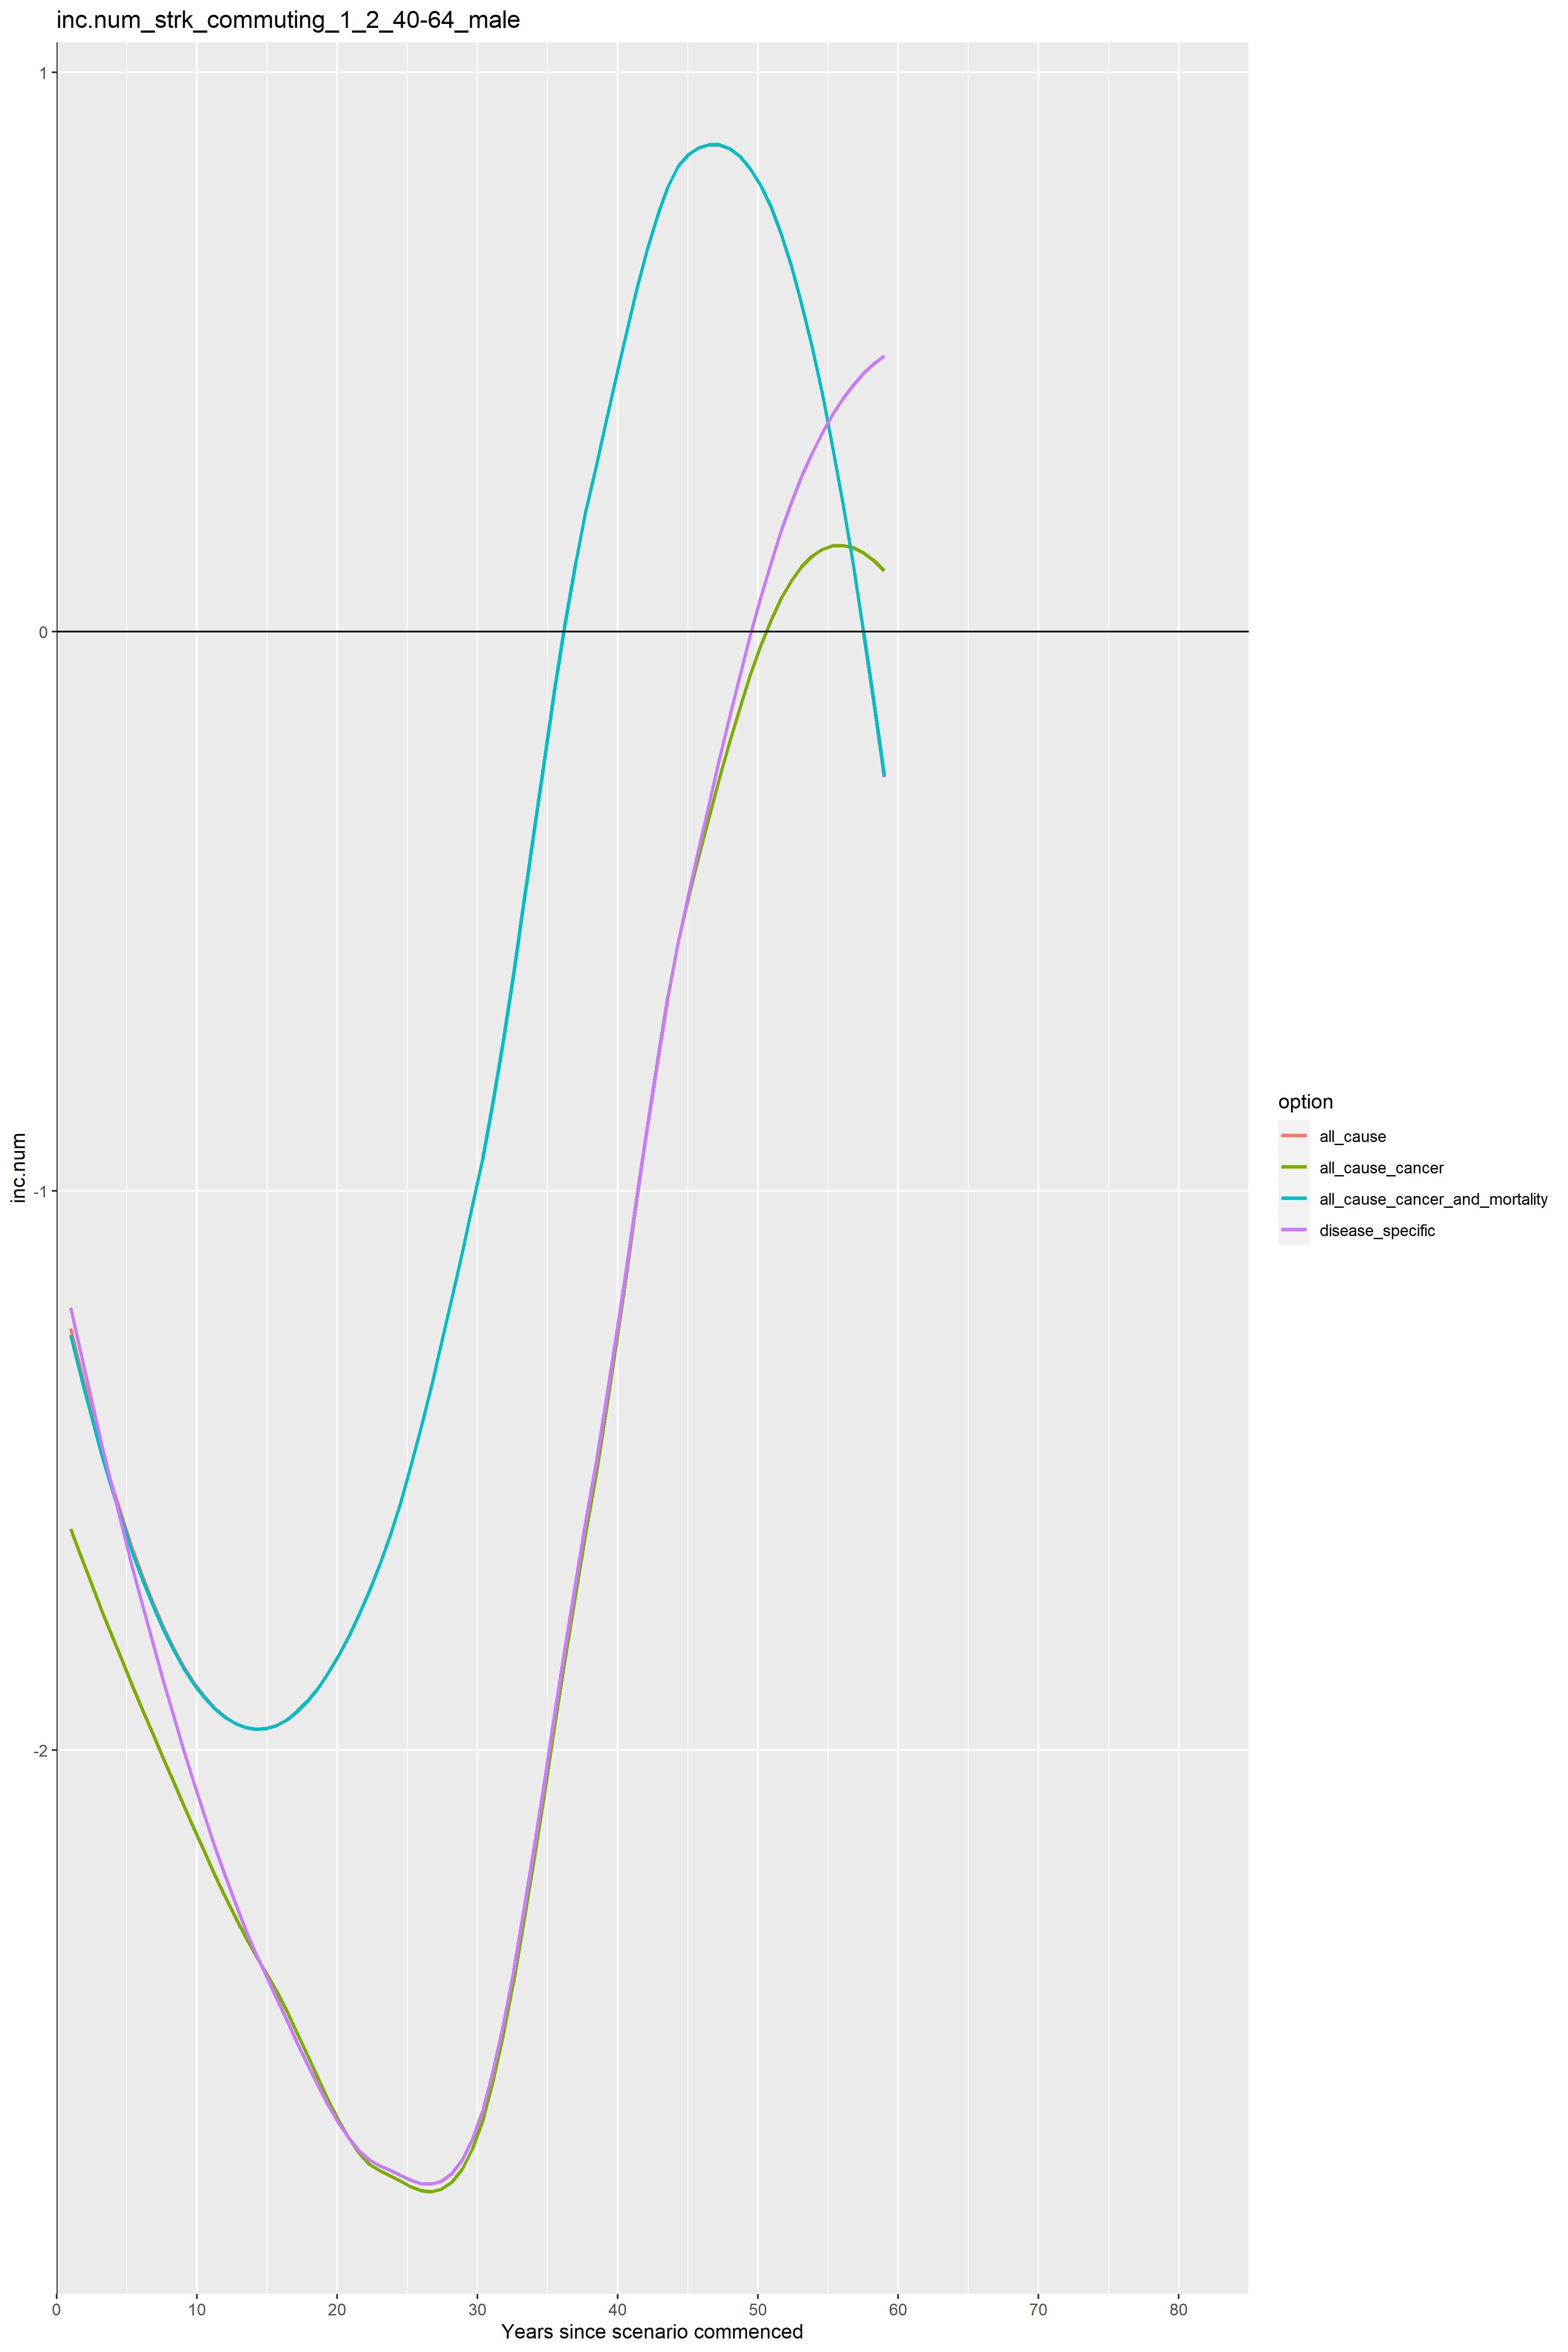 inc.num_strk_commuting_1_2_40-64_male
1
0
-1
-2
inc.num
0 10 20 30 40 50 60 70 80
Years since scenario commenced
option
all_cause
all_cause_cancer
all_cause_cancer_and_mortality
disease_specific